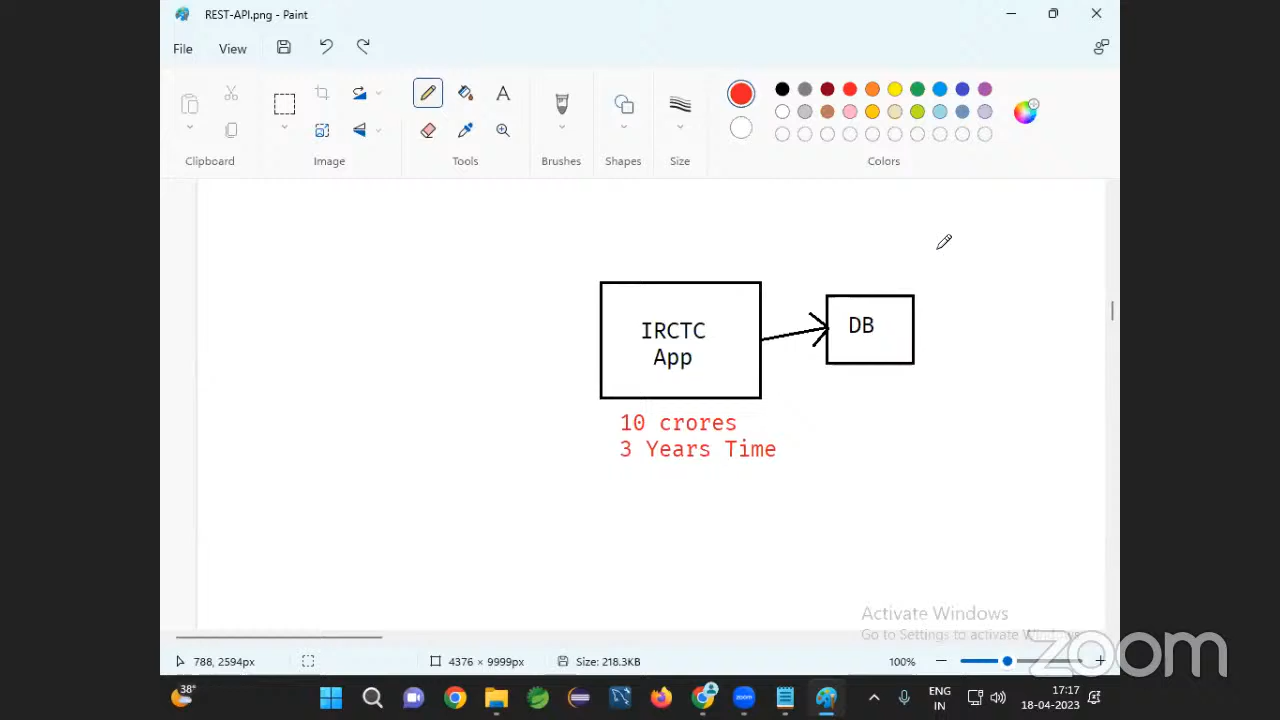 REST-API.png - Paint
File View
Clipboard Image Tools Brushes Shapes Size Colors
IRCTC
App
DB
10 crores
3 Years Time
Activate Windows
Go to Settings to activate Windows.
788, 2594px 4376 × 9999px Size: 218.3KB 100%
zoom
38°
zoom
ENG
IN
17:17
18-04-2023